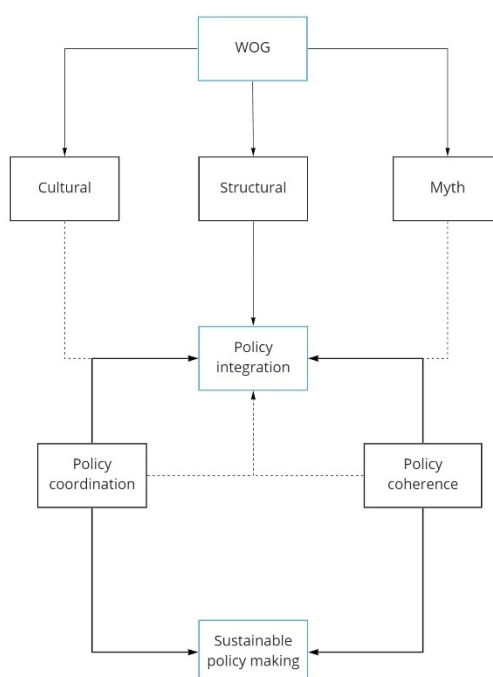 WOG
Cultural
Structural
Myth
Policy
integration
Policy
coordination
Policy
coherence
Sustainable
policy making